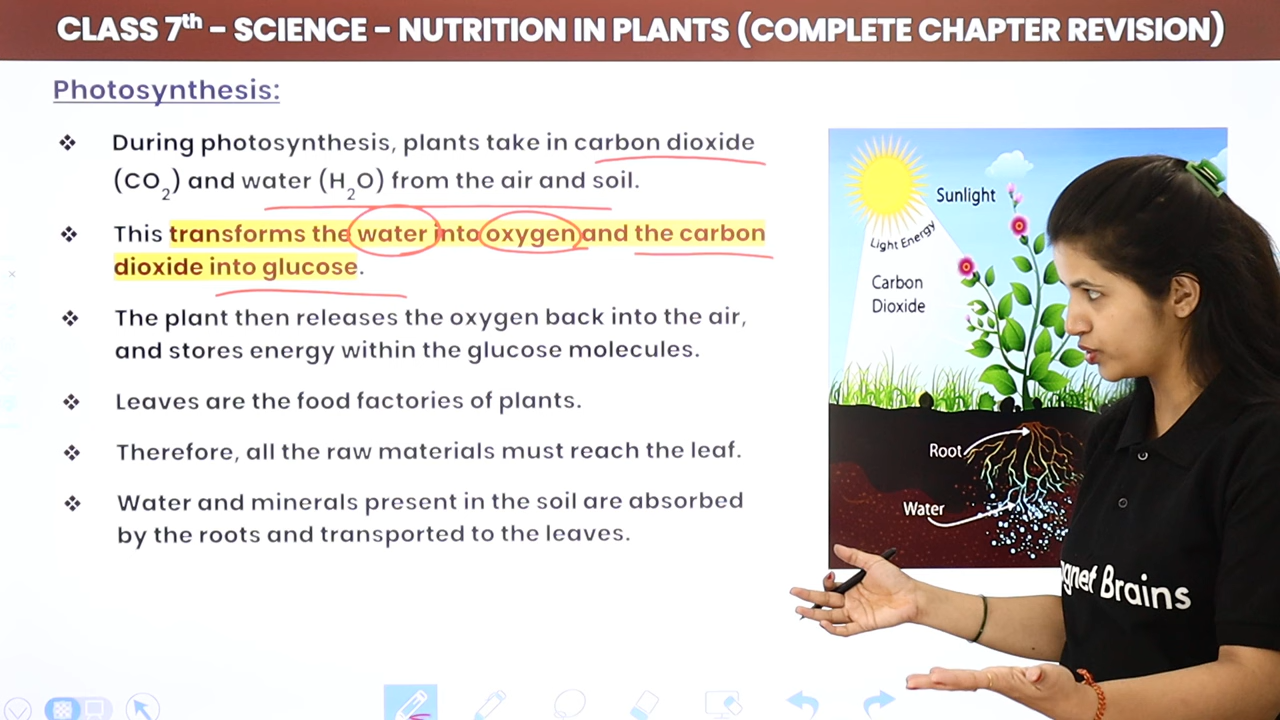 CLASS 7th – SCIENCE – NUTRITION IN PLANTS (COMPLETE CHAPTER REVISION)
Photosynthesis:
❖ During photosynthesis, plants take in carbon dioxide
(CO2) and water (H2O) from the air and soil.
❖ This transforms the water into oxygen and the carbon
dioxide into glucose.
❖ The plant then releases the oxygen back into the air,
and stores energy within the glucose molecules.
❖ Leaves are the food factories of plants.
❖ Therefore, all the raw materials must reach the leaf.
❖ Water and minerals present in the soil are absorbed
by the roots and transported to the leaves.
Sunlight
Light Energy
Carbon
Dioxide
Root
Water
gnet Brains